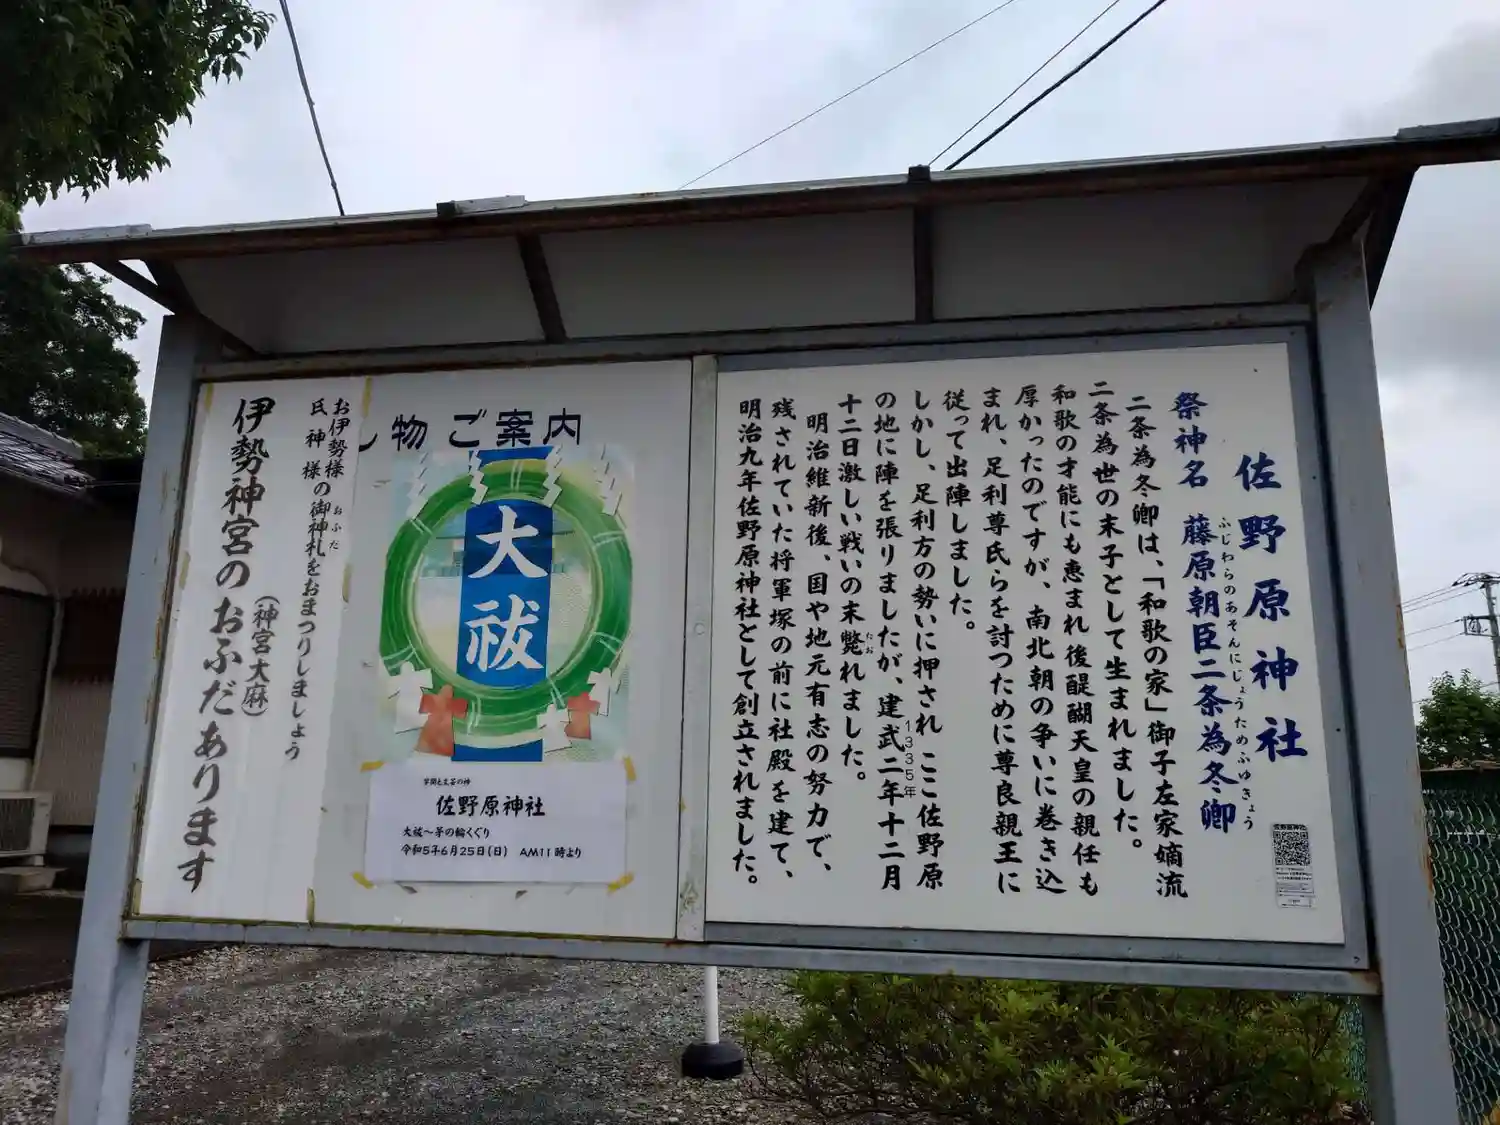 佐野原神社
祭神名 藤原朝臣二条為冬卿
ふじわらのあそんにじょうためふゆきょう
二条為冬卿は、「和歌の家」御子左家嫡流
二条為世の末子として生まれました。
和歌の才能にも恵まれ後醍醐天皇の親任も
厚かったのですが、南北朝の争いに巻き込
まれ、足利尊氏らを討つために尊良親王に
従って出陣しました。
しかし、足利方の勢いに押され ここ佐野原
の地に陣を張りましたが、建武二年十二月
1335年
十二日激しい戦いの末斃れました。
たお
明治維新後、国や地元有志の努力で、
残されていた将軍塚の前に社殿を建て、
明治九年佐野原神社として創立されました。
佐野原神社
し物ご案内
大祓
学問と文芸の神
佐野原神社
大祓〜茅の輪くぐり
令和5年6月25日(日) AM11時より
お伊勢様
氏神様の御神札をおまつりしましょう
おふだ
(神宮大麻)
伊勢神宮のおふだあります